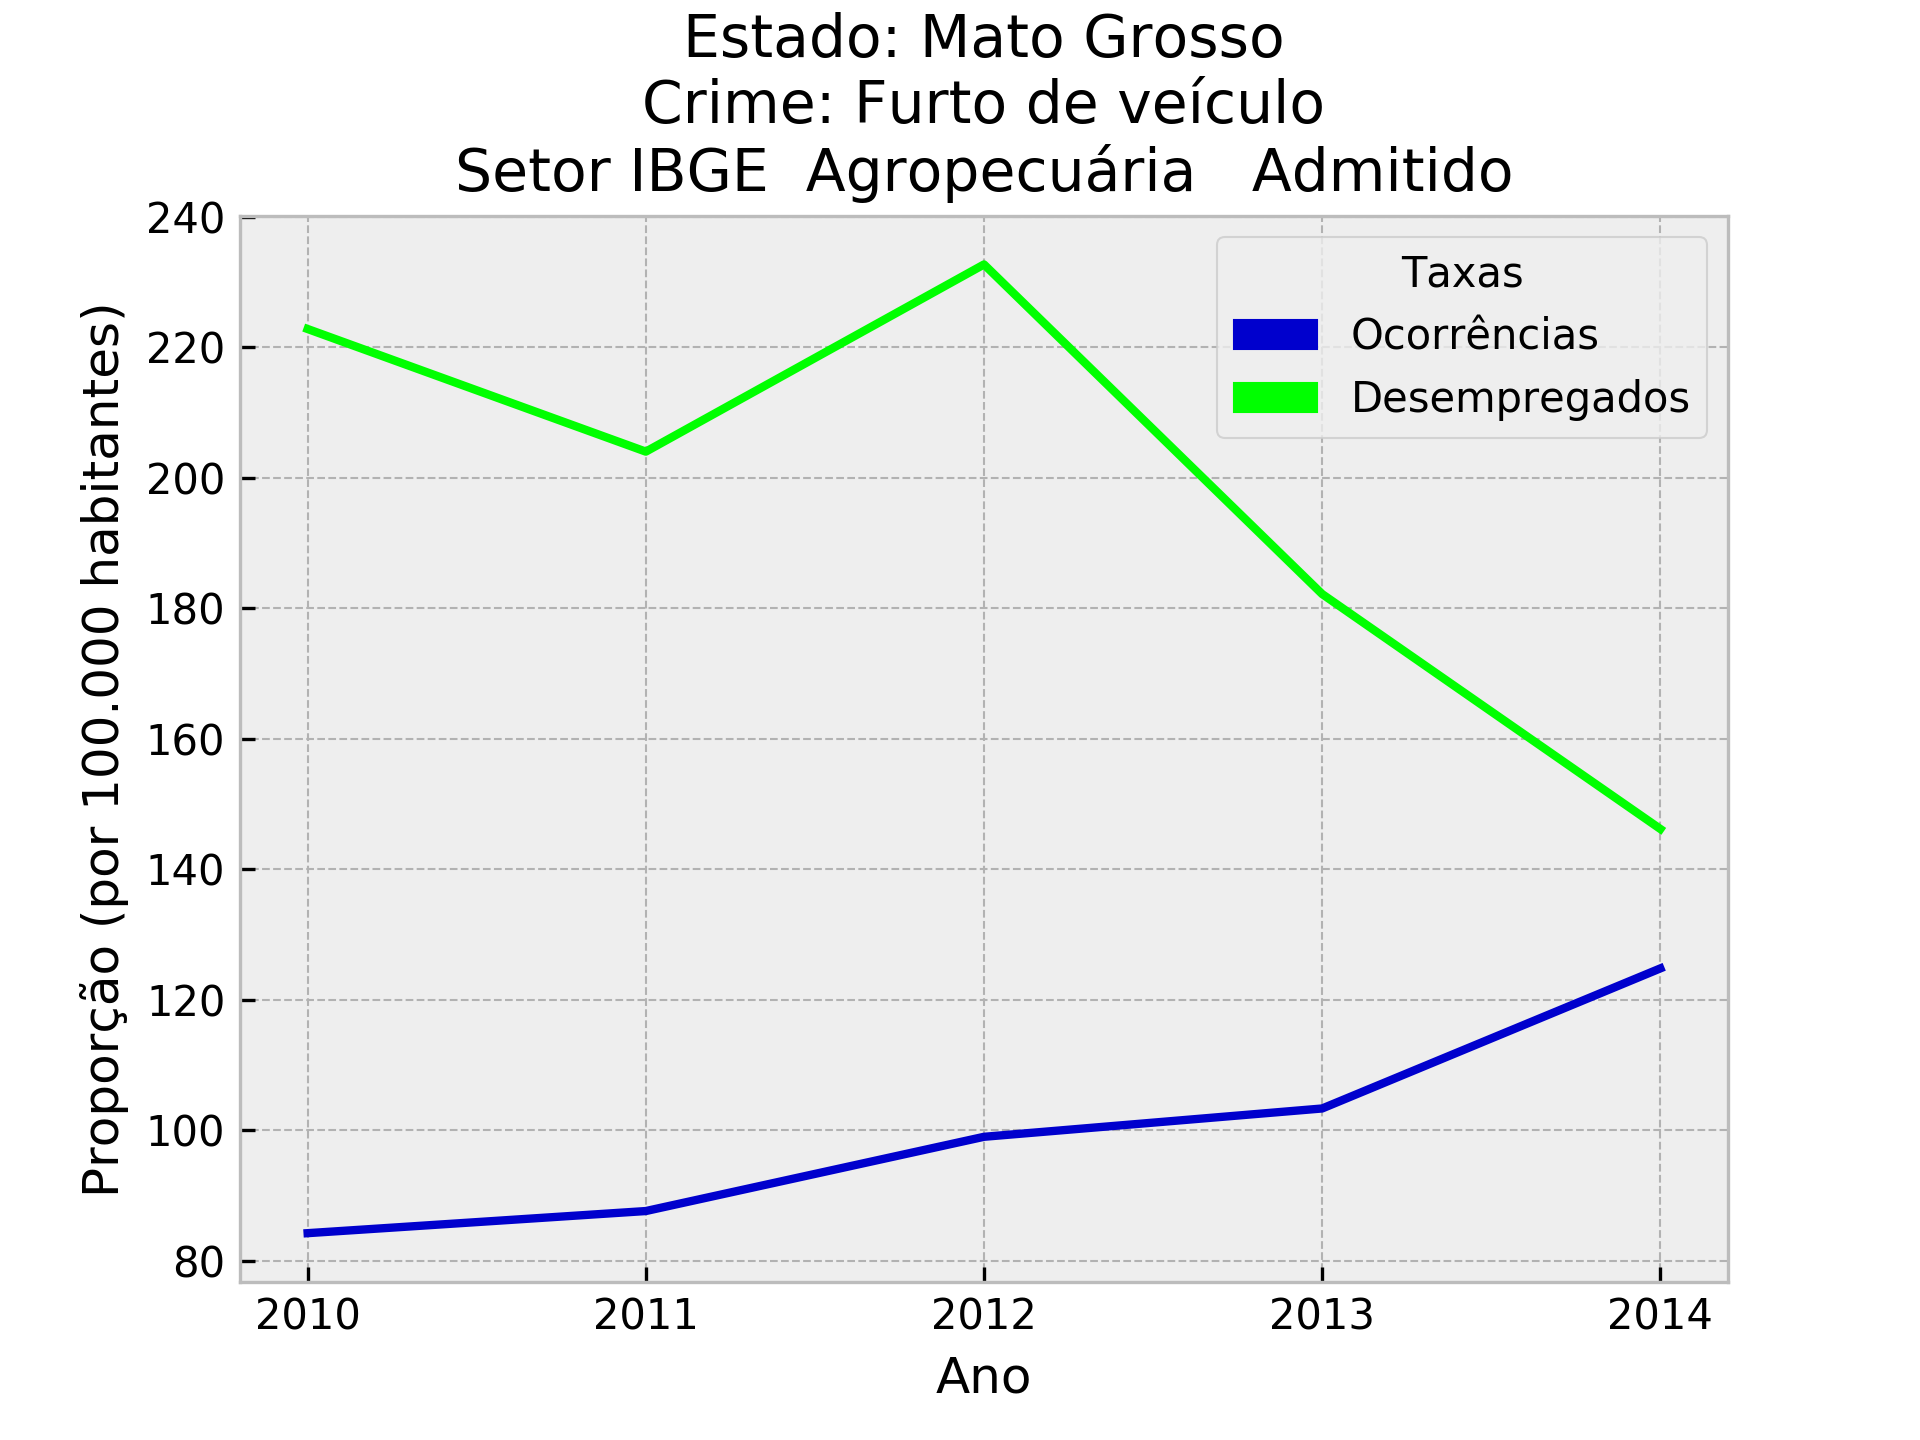 Estado: Mato Grosso
Crime: Furto de veículo
Setor IBGE  Agropecuária   Admitido
240
220
200
180
160
140
120
100
80
Proporção (por 100.000 habitantes)
Taxas
Ocorrências
Desempregados
2010 2011 2012 2013 2014
Ano